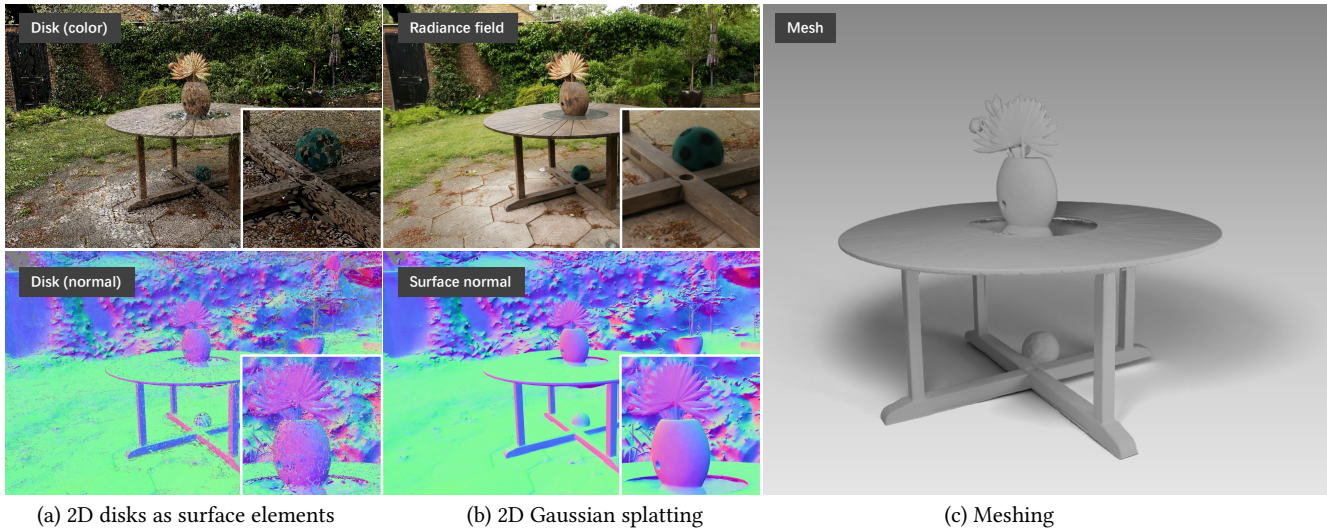 Disk (color)
Radiance field
Mesh
Disk (normal)
Surface normal
(a) 2D disks as surface elements
(b) 2D Gaussian splatting
(c) Meshing